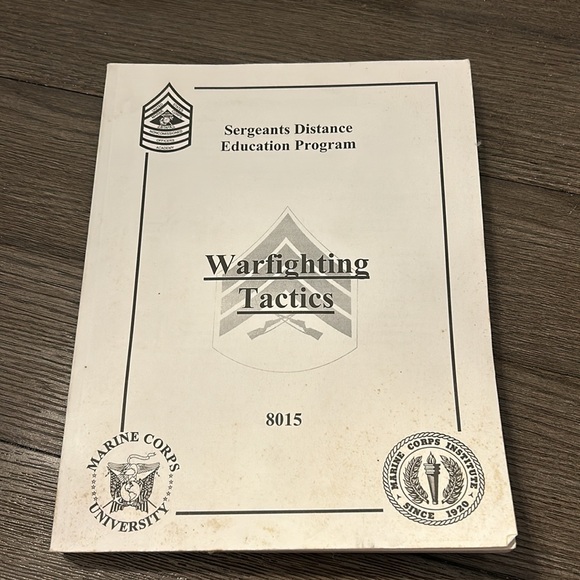 Sergeants Distance
Education Program
Warfighting
Tactics
8015
MARINE CORPS
UNIVERSITY
MARINE CORPS INSTITUTE
SINCE 1920